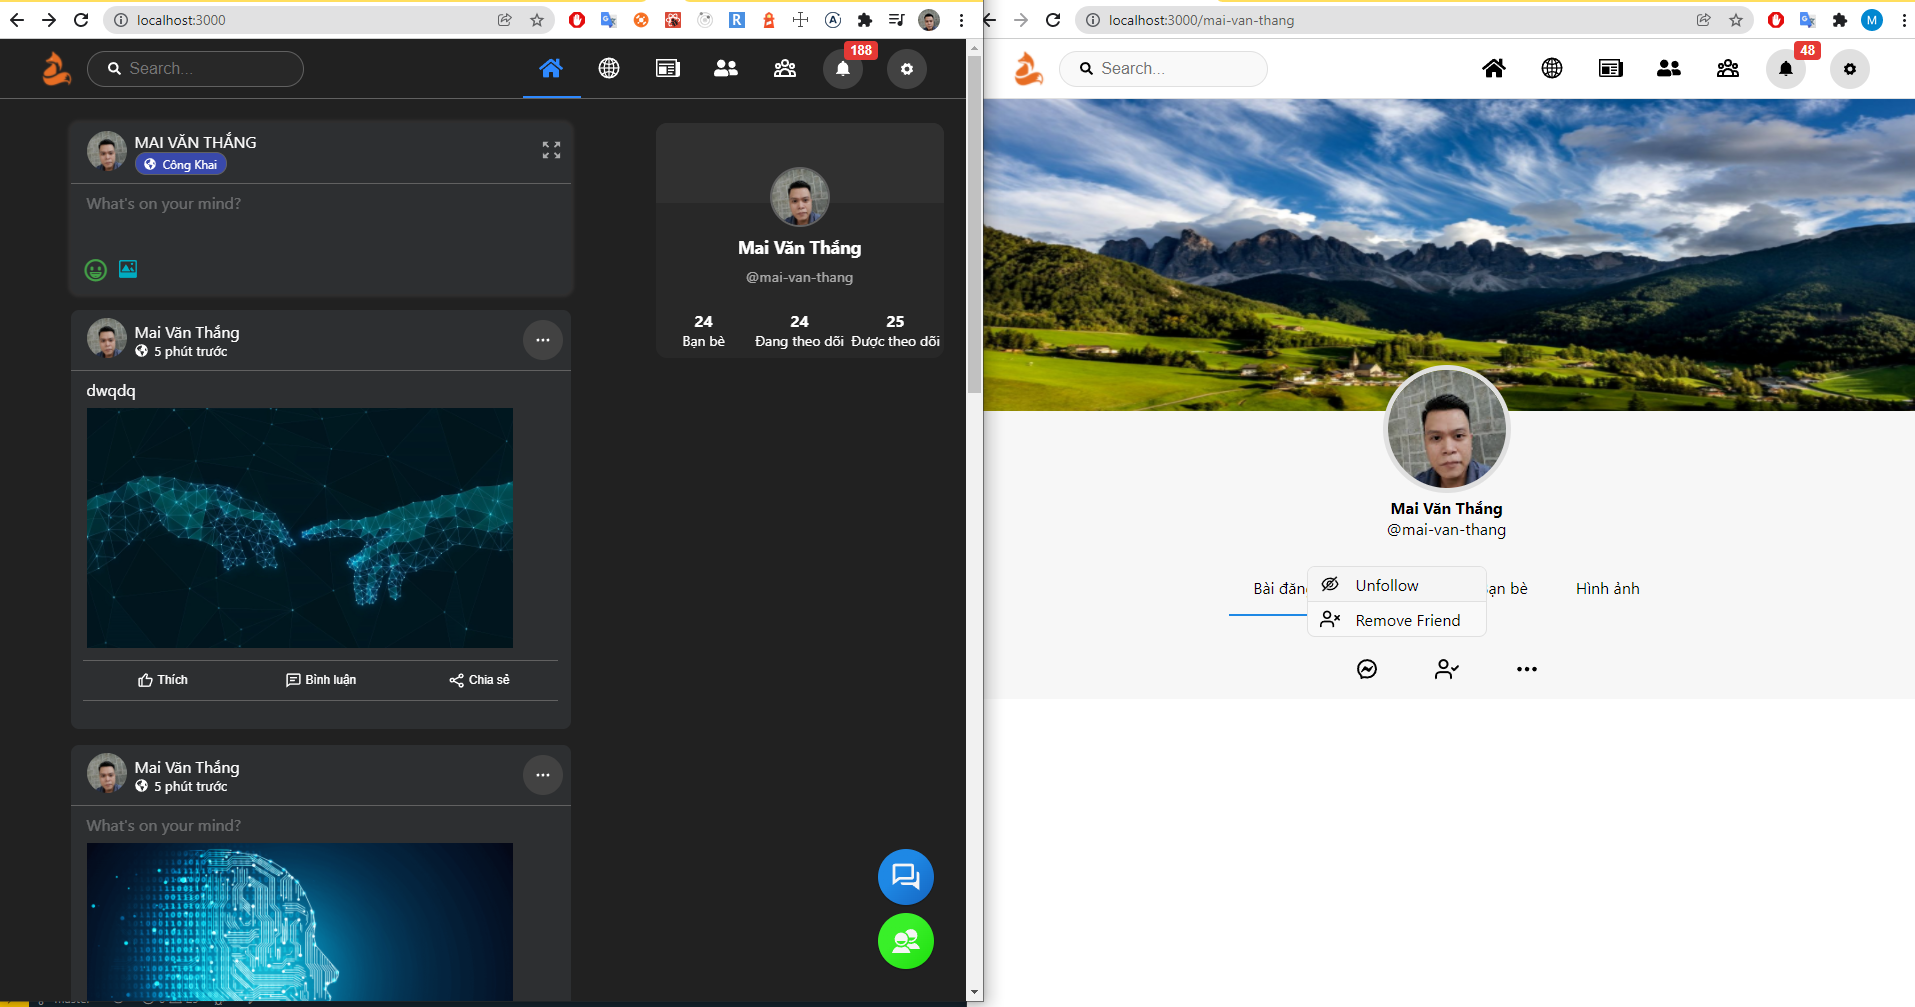 localhost:3000
Search...
188
MAI VĂN THẮNG
Công Khai
What's on your mind?
Mai Văn Thắng
5 phút trước
dwqdq
Thích
Bình luận
Chia sẻ
Mai Văn Thắng
5 phút trước
What's on your mind?
Mai Văn Thắng
@mai-van-thang
24 24 25
Bạn bè Đang theo dõi Được theo dõi
localhost:3000/mai-van-thang
M
Search...
48
Mai Văn Thắng
@mai-van-thang
Bài đăn
Unfollow
Remove Friend
ạn bè
Hình ảnh